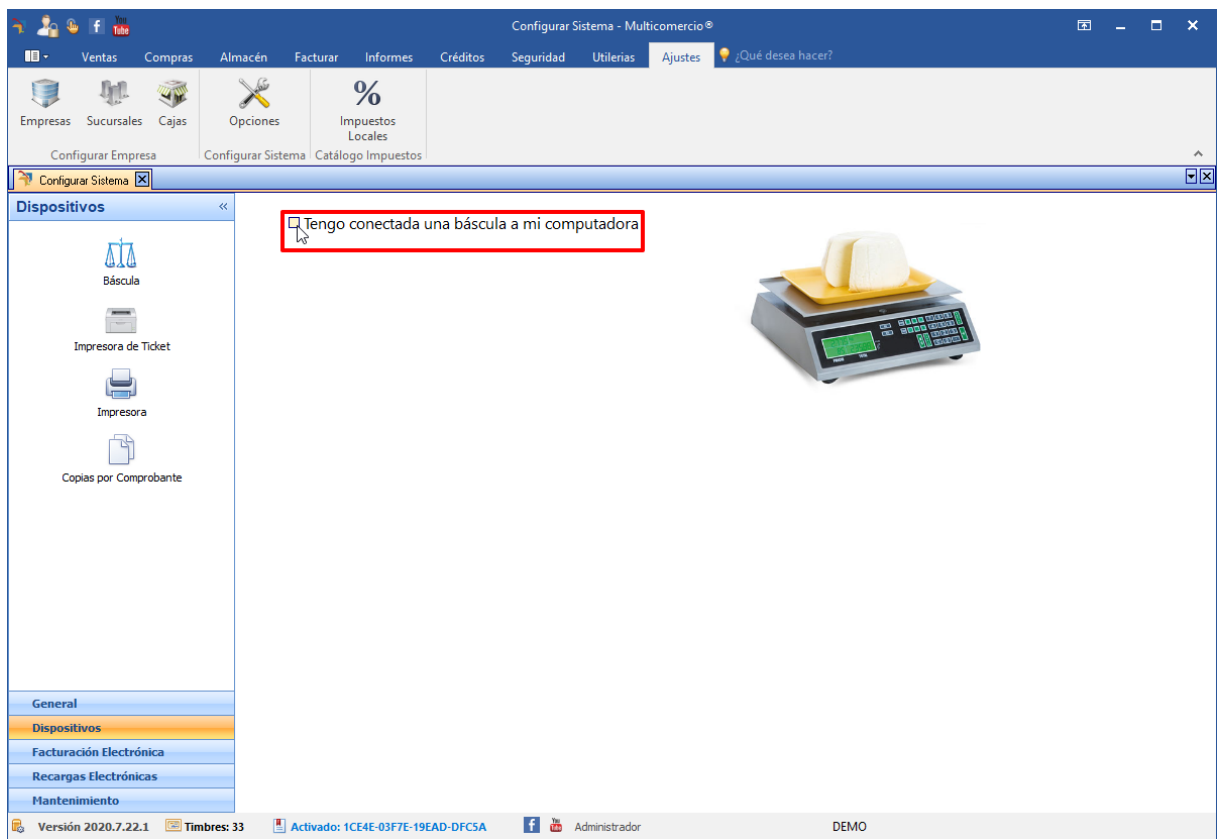 You
Tube
Configurar Sistema - Multicomercio®
Ventas Compras Almacén Facturar Informes Créditos Seguridad Utilerias Ajustes ¿Qué desea hacer?
Empresas Sucursales Cajas Opciones Impuestos
Locales
Configurar Empresa Configurar Sistema Catálogo Impuestos
Configurar Sistema
Dispositivos
Tengo conectada una báscula a mi computadora
Báscula
Impresora de Ticket
Impresora
Copias por Comprobante
General
Dispositivos
Facturación Electrónica
Recargas Electrónicas
Mantenimiento
Versión 2020.7.22.1 Timbres: 33 Activado: 1CE4E-03F7E-19EAD-DFC5A Administrador DEMO